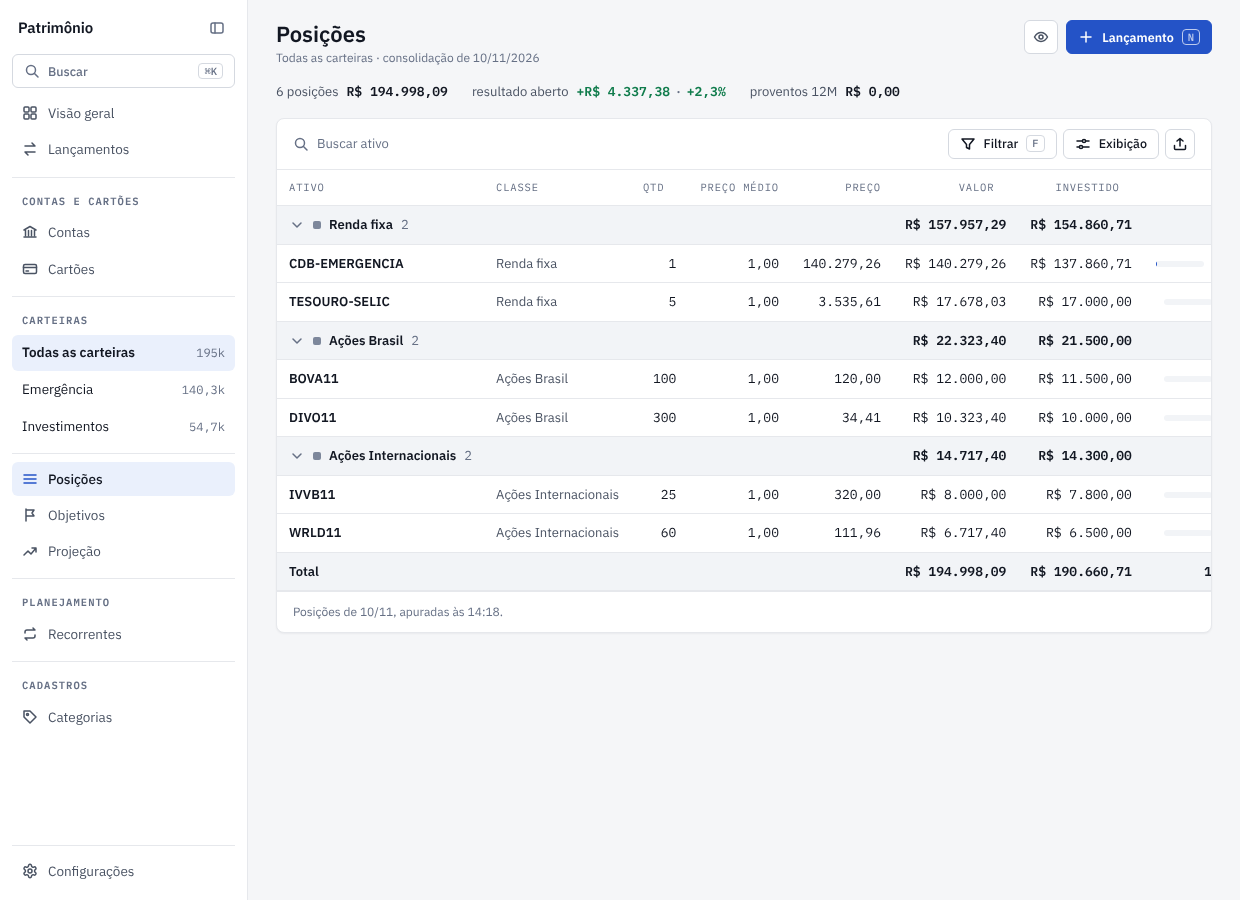 Patrimônio
Buscar ⌘K
Visão geral
Lançamentos
CONTAS E CARTÕES
Contas
Cartões
CARTEIRAS
Todas as carteiras 195k
Emergência 140,3k
Investimentos 54,7k
Posições
Objetivos
Projeção
PLANEJAMENTO
Recorrentes
CADASTROS
Categorias
Configurações
Posições
Todas as carteiras · consolidação de 10/11/2026
Lançamento N
6 posições R$ 194.998,09 resultado aberto +R$ 4.337,38 · +2,3% proventos 12M R$ 0,00
Buscar ativo Filtrar F Exibição
ATIVO CLASSE QTD PREÇO MÉDIO PREÇO VALOR INVESTIDO
Renda fixa 2 R$ 157.957,29 R$ 154.860,71
CDB-EMERGENCIA Renda fixa 1 1,00 140.279,26 R$ 140.279,26 R$ 137.860,71
TESOURO-SELIC Renda fixa 5 1,00 3.535,61 R$ 17.678,03 R$ 17.000,00
Ações Brasil 2 R$ 22.323,40 R$ 21.500,00
BOVA11 Ações Brasil 100 1,00 120,00 R$ 12.000,00 R$ 11.500,00
DIVO11 Ações Brasil 300 1,00 34,41 R$ 10.323,40 R$ 10.000,00
Ações Internacionais 2 R$ 14.717,40 R$ 14.300,00
IVVB11 Ações Internacionais 25 1,00 320,00 R$ 8.000,00 R$ 7.800,00
WRLD11 Ações Internacionais 60 1,00 111,96 R$ 6.717,40 R$ 6.500,00
Total R$ 194.998,09 R$ 190.660,71 1
Posições de 10/11, apuradas às 14:18.